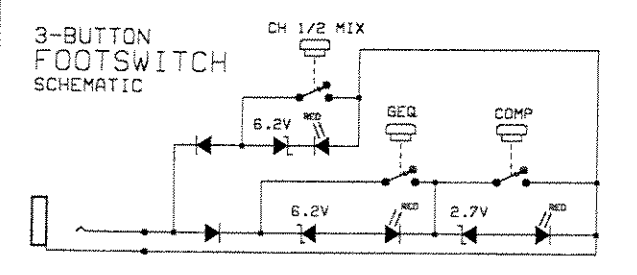 3-BUTTON
FOOTSWITCH
SCHEMATIC
CH 1/2 MIX
6.2V
RED
GEQ
COMP
6.2V
RED
2.7V
RED